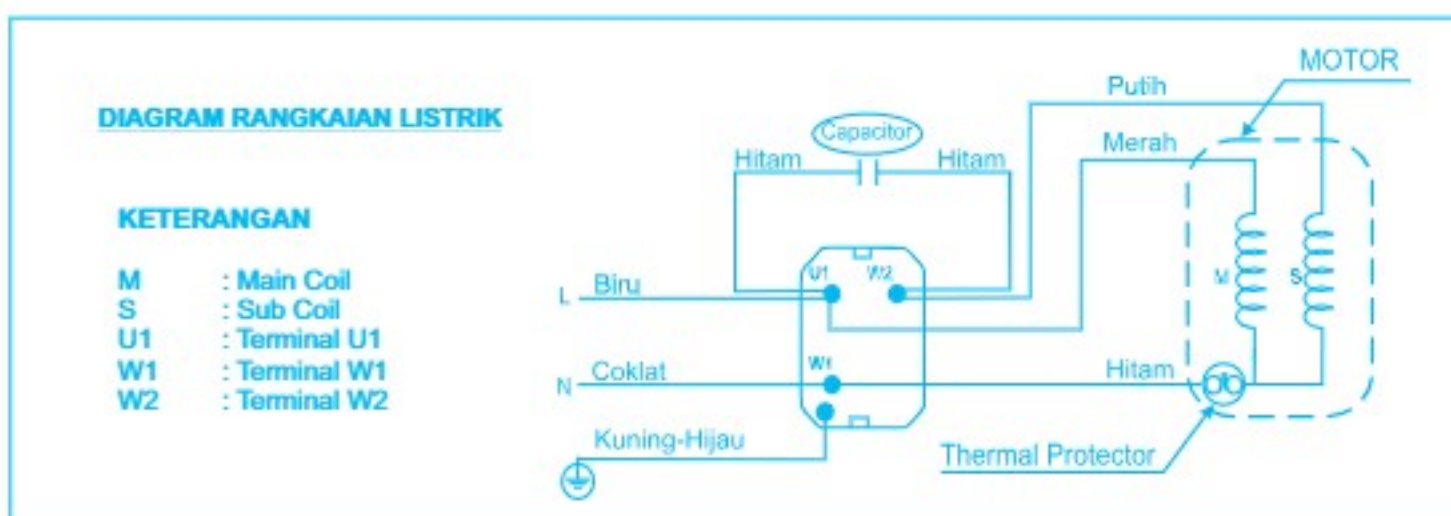 DIAGRAM RANGKAIAN LISTRIK
KETERANGAN
M : Main Coil
S : Sub Coil
U1 : Terminal U1
W1 : Terminal W1
W2 : Terminal W2
MOTOR
Putih
Capacitor
Hitam
Hitam
Merah
U1
W2
L
Biru
M
S
W1
N
Coklat
Hitam
Kuning-Hijau
Thermal Protector